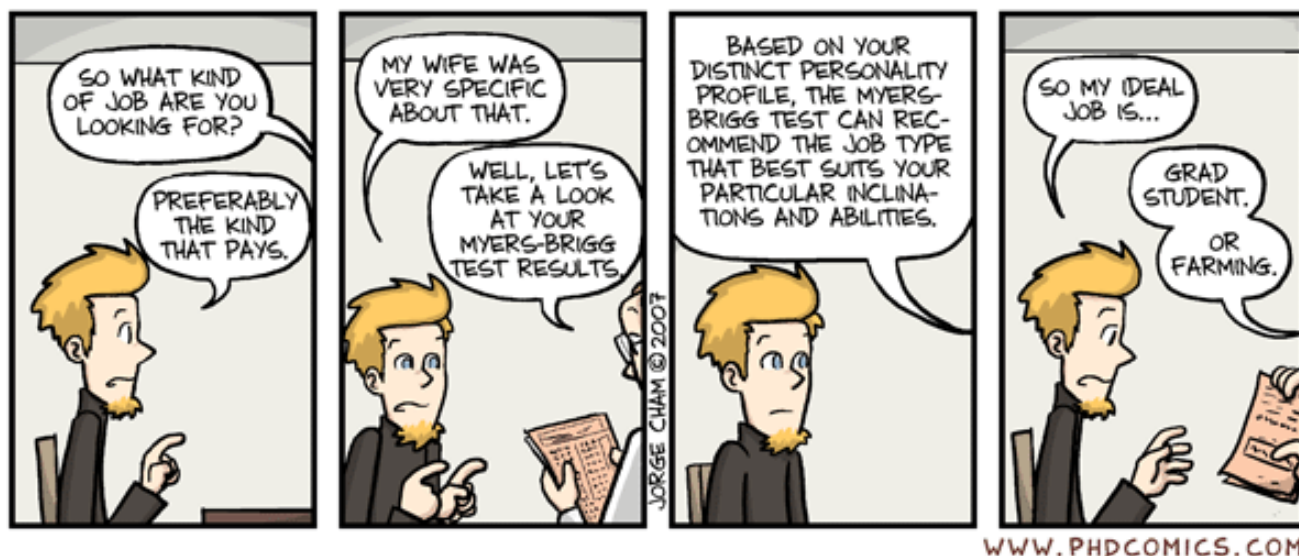 SO WHAT KIND
OF JOB ARE YOU
LOOKING FOR?
PREFERABLY
THE KIND
THAT PAYS.
MY WIFE WAS
VERY SPECIFIC
ABOUT THAT.
WELL, LET'S
TAKE A LOOK
AT YOUR
MYERS-BRIGG
TEST RESULTS.
JORGE CHAM © 2007
BASED ON YOUR
DISTINCT PERSONALITY
PROFILE, THE MYERS-
BRIGG TEST CAN REC-
OMMEND THE JOB TYPE
THAT BEST SUITS YOUR
PARTICULAR INCLINA-
TIONS AND ABILITIES.
SO MY IDEAL
JOB IS...
GRAD
STUDENT.
OR
FARMING.
WWW.PHDCOMICS.COM